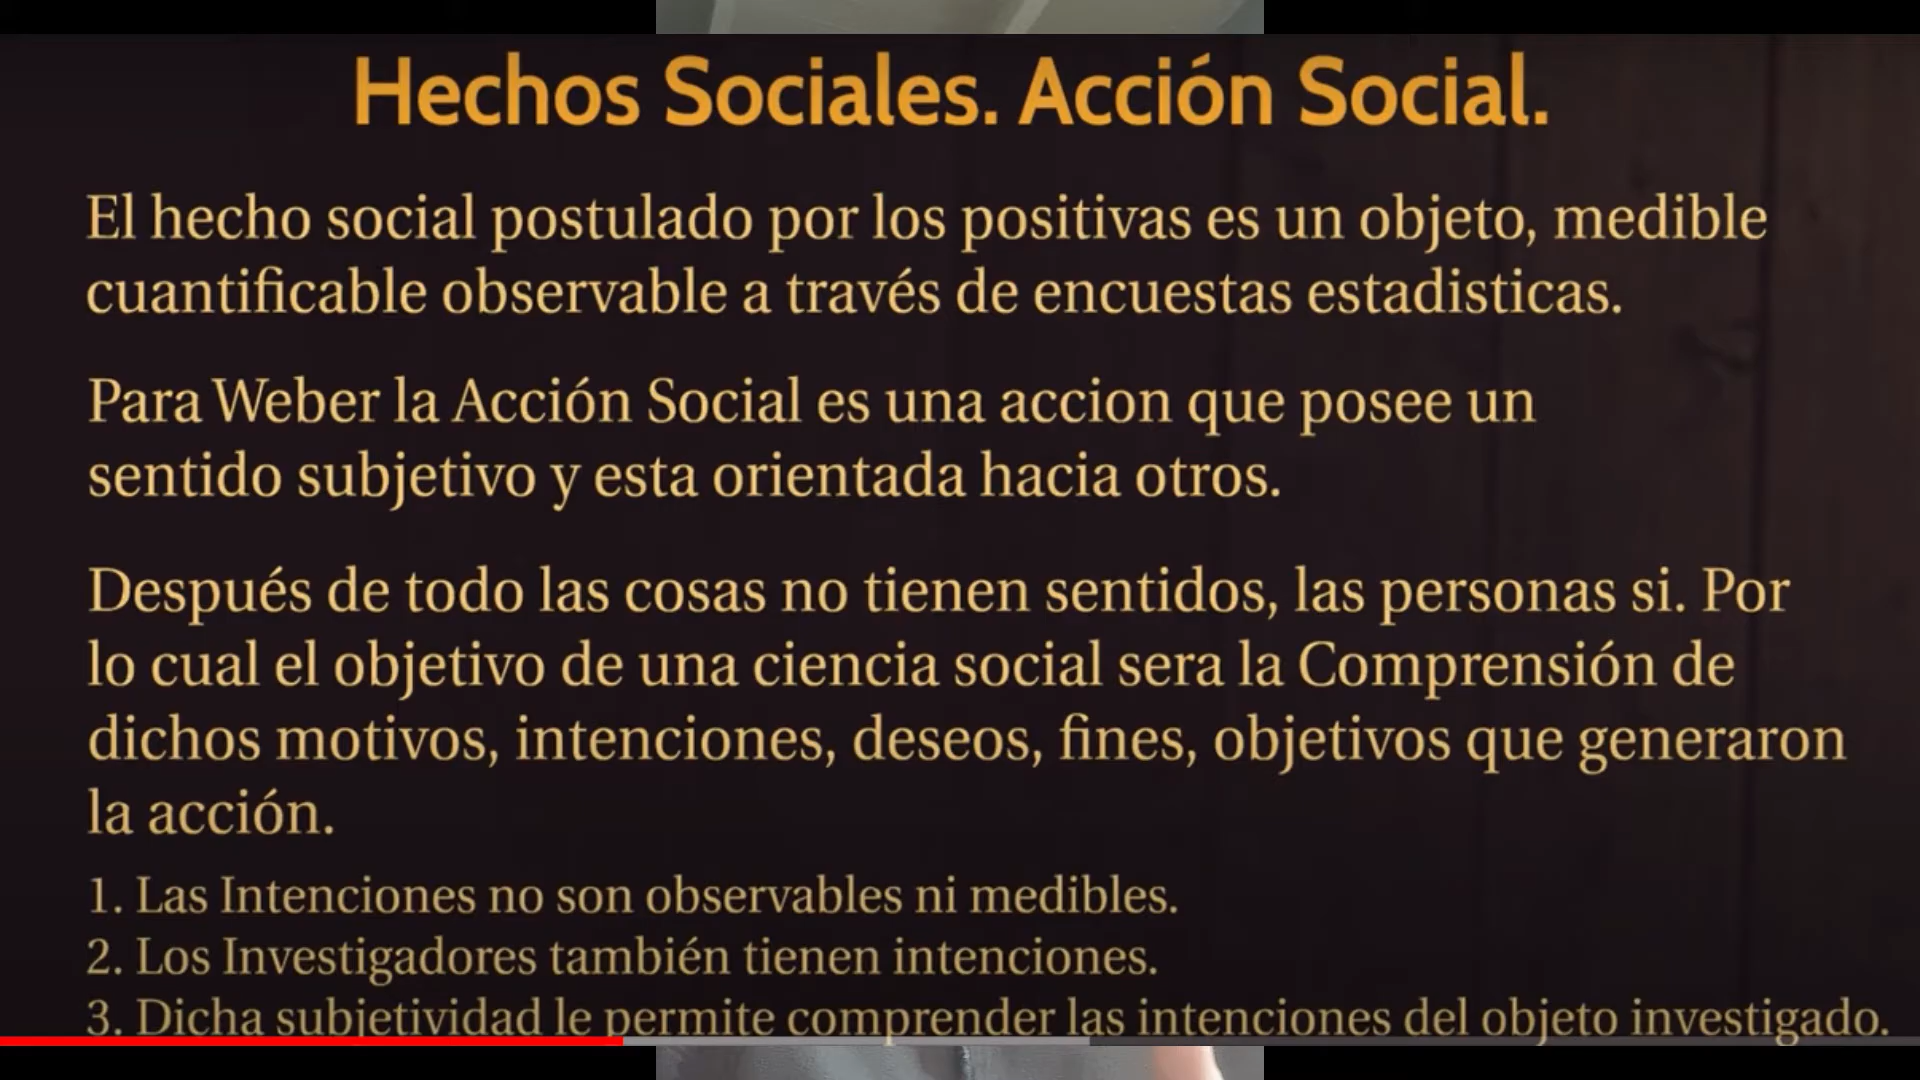 Hechos Sociales. Acción Social.
El hecho social postulado por los positivas es un objeto, medible
cuantificable observable a través de encuestas estadisticas.
Para Weber la Acción Social es una accion que posee un
sentido subjetivo y esta orientada hacia otros.
Después de todo las cosas no tienen sentidos, las personas si. Por
lo cual el objetivo de una ciencia social sera la Comprensión de
dichos motivos, intenciones, deseos, fines, objetivos que generaron
la acción.
1. Las Intenciones no son observables ni medibles.
2. Los Investigadores también tienen intenciones.
3. Dicha subjetividad le permite comprender las intenciones del objeto investigado.